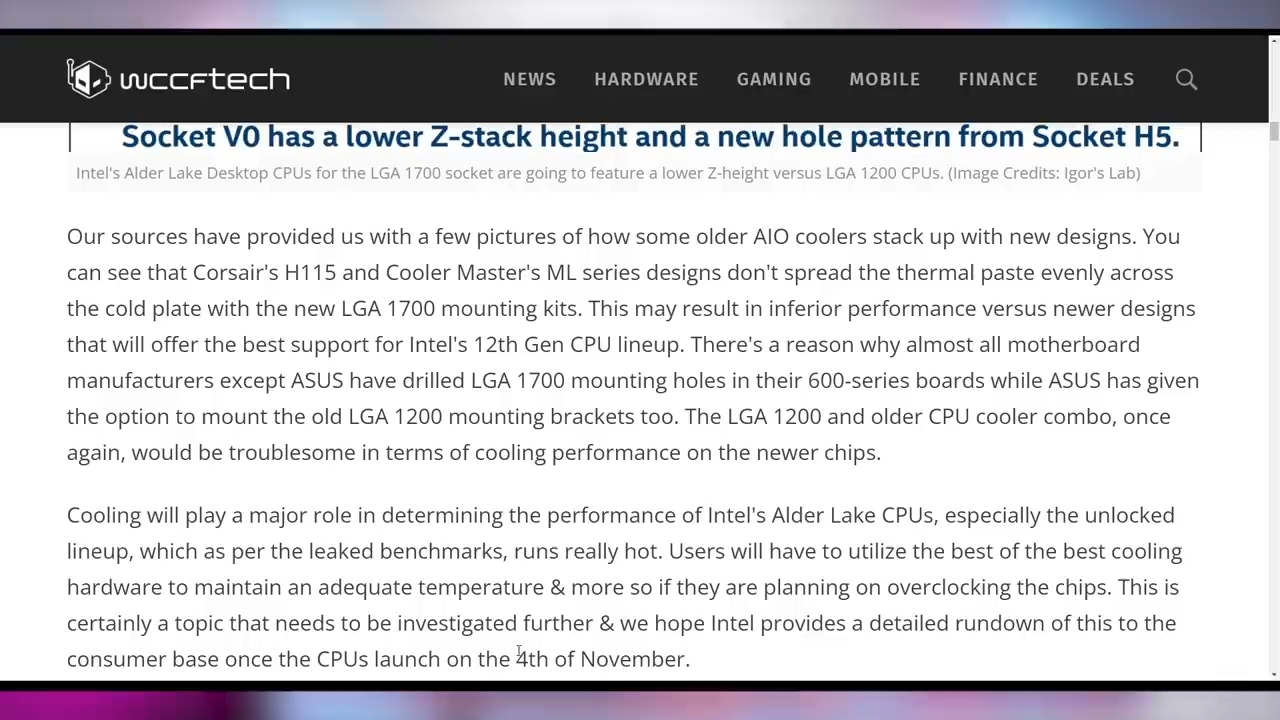 wccftech
NEWS HARDWARE GAMING MOBILE FINANCE DEALS
Socket V0 has a lower Z-stack height and a new hole pattern from Socket H5.
Intel's Alder Lake Desktop CPUs for the LGA 1700 socket are going to feature a lower Z-height versus LGA 1200 CPUs. (Image Credits: Igor's Lab)
Our sources have provided us with a few pictures of how some older AIO coolers stack up with new designs. You
can see that Corsair's H115 and Cooler Master's ML series designs don't spread the thermal paste evenly across
the cold plate with the new LGA 1700 mounting kits. This may result in inferior performance versus newer designs
that will offer the best support for Intel's 12th Gen CPU lineup. There's a reason why almost all motherboard
manufacturers except ASUS have drilled LGA 1700 mounting holes in their 600-series boards while ASUS has given
the option to mount the old LGA 1200 mounting brackets too. The LGA 1200 and older CPU cooler combo, once
again, would be troublesome in terms of cooling performance on the newer chips.
Cooling will play a major role in determining the performance of Intel's Alder Lake CPUs, especially the unlocked
lineup, which as per the leaked benchmarks, runs really hot. Users will have to utilize the best of the best cooling
hardware to maintain an adequate temperature & more so if they are planning on overclocking the chips. This is
certainly a topic that needs to be investigated further & we hope Intel provides a detailed rundown of this to the
consumer base once the CPUs launch on the 4th of November.